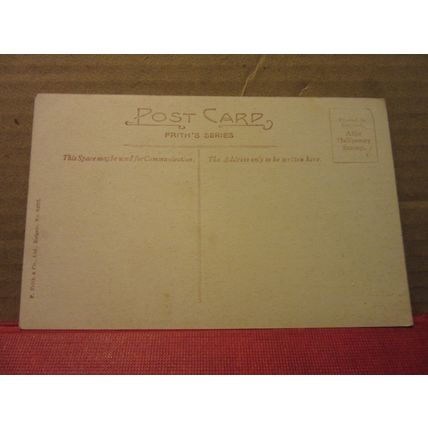 POST CARD
FRITH'S SERIES
This Space may be used for Communication.
The Address only to be written here.
Affix
Halfpenny
Stamp.
F. Frith & Co., Ltd., Reigate. No.